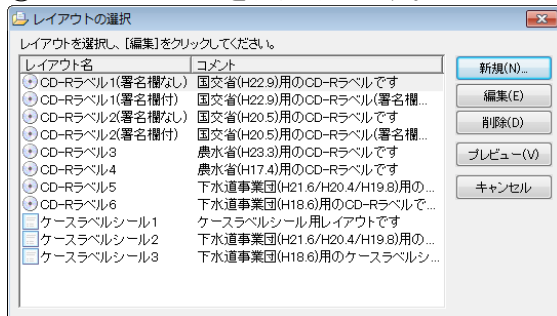 レイアウトの選択
レイアウトを選択し、[編集]をクリックしてください。
レイアウト名 コメント
CD-Rラベル1(署名欄なし) 国交省(H22.9)用のCD-Rラベルです
CD-Rラベル1(署名欄付) 国交省(H22.9)用のCD-Rラベル(署名欄...
CD-Rラベル2(署名欄なし) 国交省(H20.5)用のCD-Rラベルです
CD-Rラベル2(署名欄付) 国交省(H20.5)用のCD-Rラベル(署名欄...
CD-Rラベル3 農水省(H23.3)用のCD-Rラベルです
CD-Rラベル4 農水省(H17.4)用のCD-Rラベルです
CD-Rラベル5 下水道事業団(H21.6/H20.4/H19.8)用の...
CD-Rラベル6 下水道事業団(H18.6)用のCD-Rラベルで...
ケースラベルシール1 ケースラベルシール用レイアウトです
ケースラベルシール2 下水道事業団(H21.6/H20.4/H19.8)用の...
ケースラベルシール3 下水道事業団(H18.6)用のケースラベルシ...
新規(N)...
編集(E)
削除(D)
プレビュー(V)
キャンセル